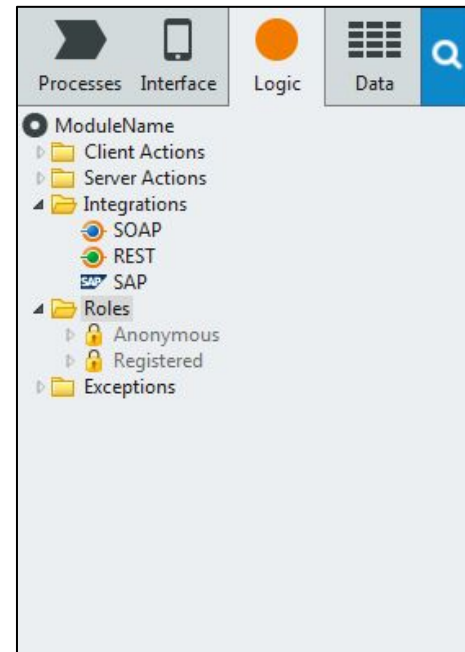 Processes Interface Logic Data
ModuleName
Client Actions
Server Actions
Integrations
SOAP
REST
SAP SAP
Roles
Anonymous
Registered
Exceptions